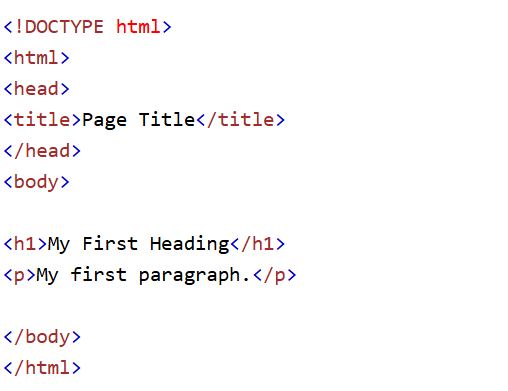 <!DOCTYPE html>
<html>
<head>
<title>Page Title</title>
</head>
<body>
<h1>My First Heading</h1>
<p>My first paragraph.</p>
</body>
</html>